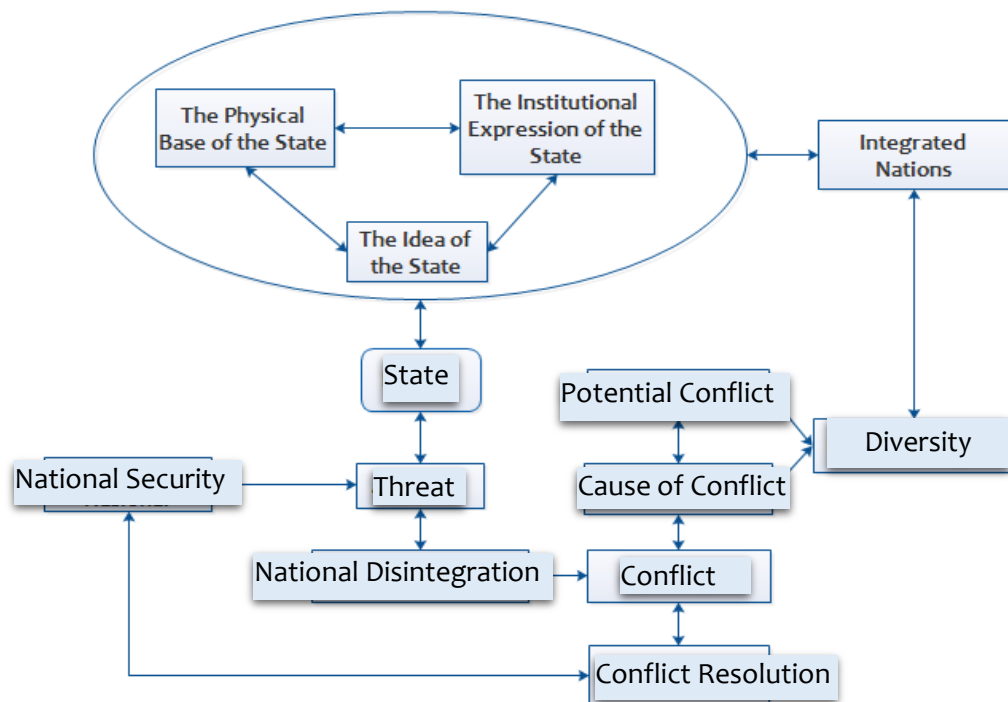 The Physical
Base of the State
The Institutional
Expression of the
State
The Idea of
the State
Integrated
Nations
State
Potential Conflict
Diversity
National Security
Threat
Cause of Conflict
National Disintegration
Conflict
Conflict Resolution